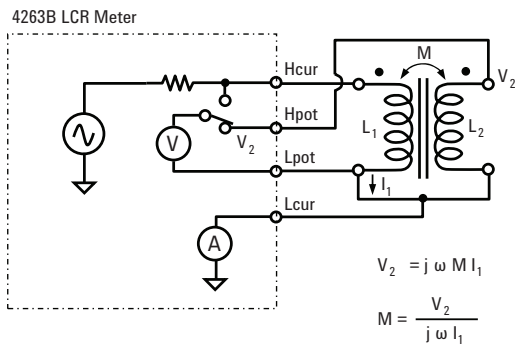 4263B LCR Meter
M
Hcur
V2
Hpot
L1
L2
V
V2
Lpot
I1
Lcur
A
V2 = j ω M I1
M = V2 / j ω I1